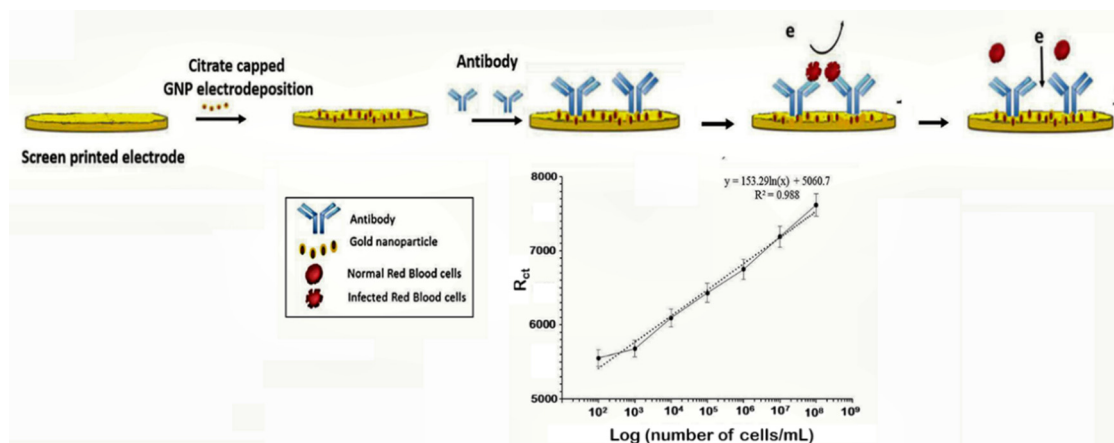 Citrate capped
GNP electrodeposition
Antibody
e
e
Screen printed electrode
Antibody
Gold nanoparticle
Normal Red Blood cells
Infected Red Blood cells
y = 153.29ln(x) + 5060.7
R² = 0.988
8000
7000
6000
5000
Rct
10² 10³ 10⁴ 10⁵ 10⁶ 10⁷ 10⁸ 10⁹
Log (number of cells/mL)